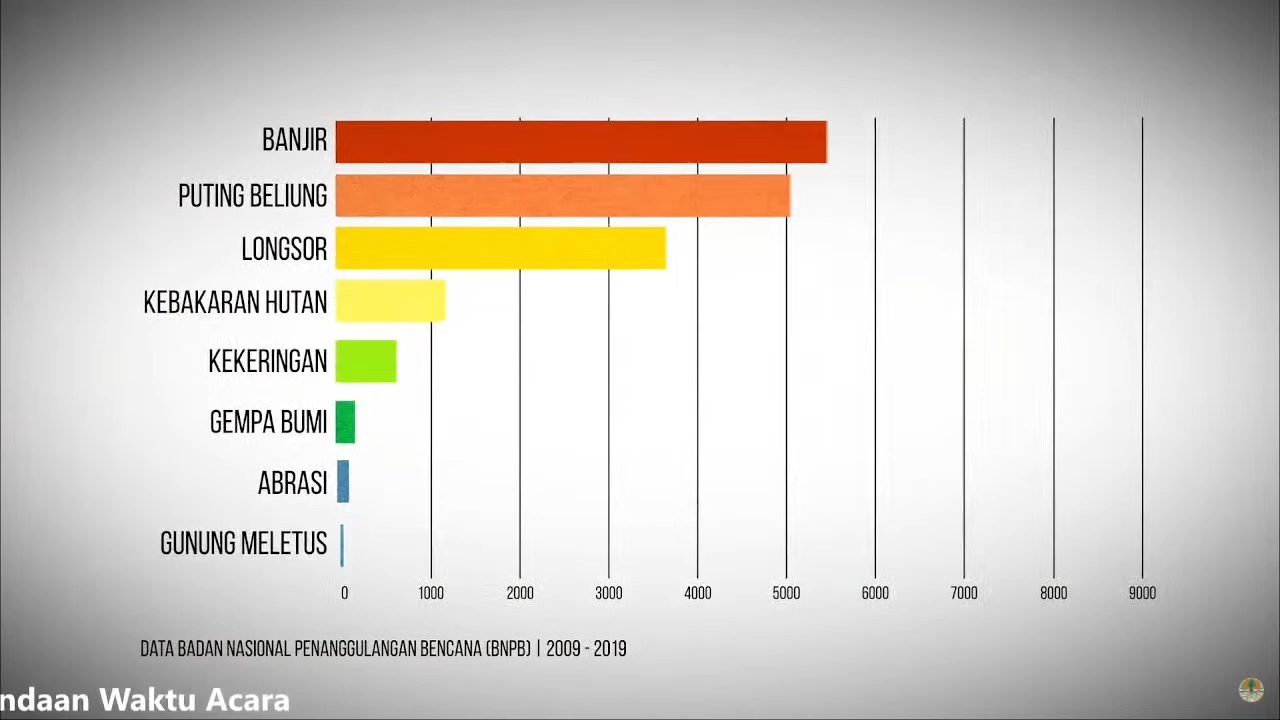 BANJIR
PUTING BELIUNG
LONGSOR
KEBAKARAN HUTAN
KEKERINGAN
GEMPA BUMI
ABRASI
GUNUNG MELETUS
0 1000 2000 3000 4000 5000 6000 7000 8000 9000
DATA BADAN NASIONAL PENANGGULANGAN BENCANA (BNPB) | 2009 - 2019
ndaan Waktu Acara